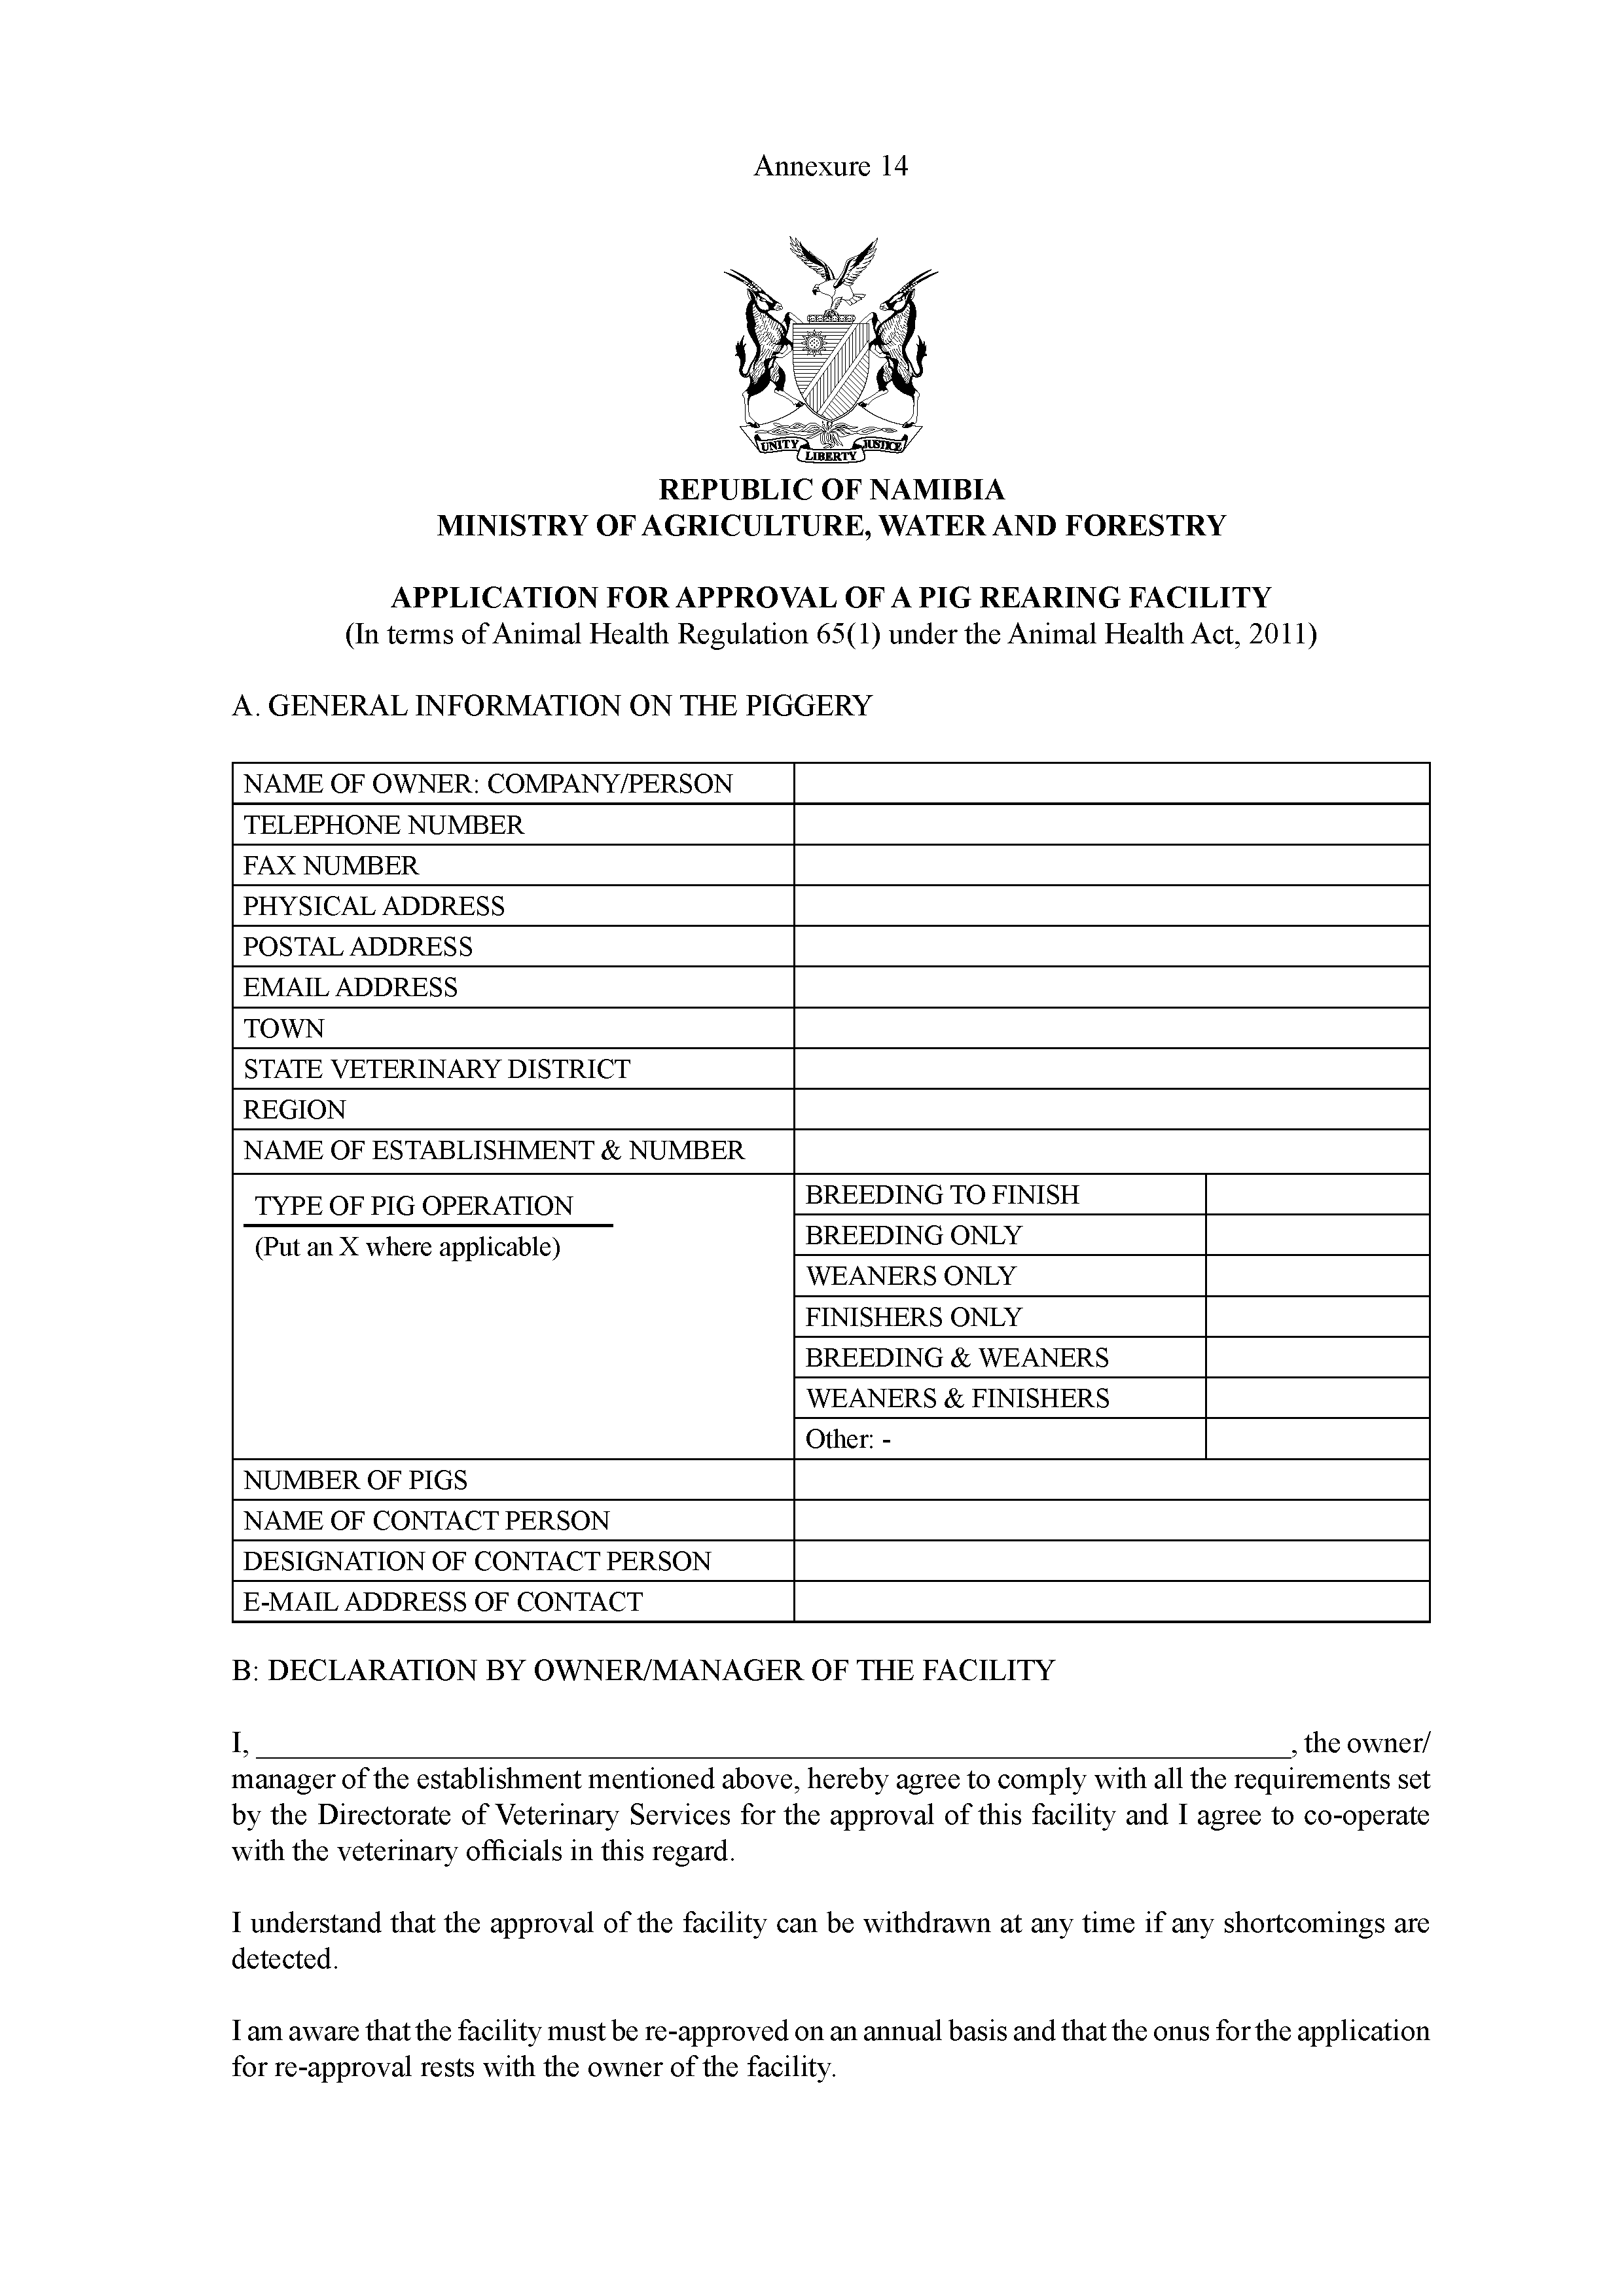 Annexure 14
UNITY
LIBERTY
JUSTICE
REPUBLIC OF NAMIBIA
MINISTRY OF AGRICULTURE, WATER AND FORESTRY
APPLICATION FOR APPROVAL OF A PIG REARING FACILITY
(In terms of Animal Health Regulation 65(1) under the Animal Health Act, 2011)
A. GENERAL INFORMATION ON THE PIGGERY
NAME OF OWNER: COMPANY/PERSON
TELEPHONE NUMBER
FAX NUMBER
PHYSICAL ADDRESS
POSTAL ADDRESS
EMAIL ADDRESS
TOWN
STATE VETERINARY DISTRICT
REGION
NAME OF ESTABLISHMENT & NUMBER
TYPE OF PIG OPERATION
(Put an X where applicable)
BREEDING TO FINISH
BREEDING ONLY
WEANERS ONLY
FINISHERS ONLY
BREEDING & WEANERS
WEANERS & FINISHERS
Other: -
NUMBER OF PIGS
NAME OF CONTACT PERSON
DESIGNATION OF CONTACT PERSON
E-MAIL ADDRESS OF CONTACT
B: DECLARATION BY OWNER/MANAGER OF THE FACILITY
I, ____________________________________________________________________, the owner/
manager of the establishment mentioned above, hereby agree to comply with all the requirements set
by the Directorate of Veterinary Services for the approval of this facility and I agree to co-operate
with the veterinary officials in this regard.
I understand that the approval of the facility can be withdrawn at any time if any shortcomings are
detected.
I am aware that the facility must be re-approved on an annual basis and that the onus for the application
for re-approval rests with the owner of the facility.